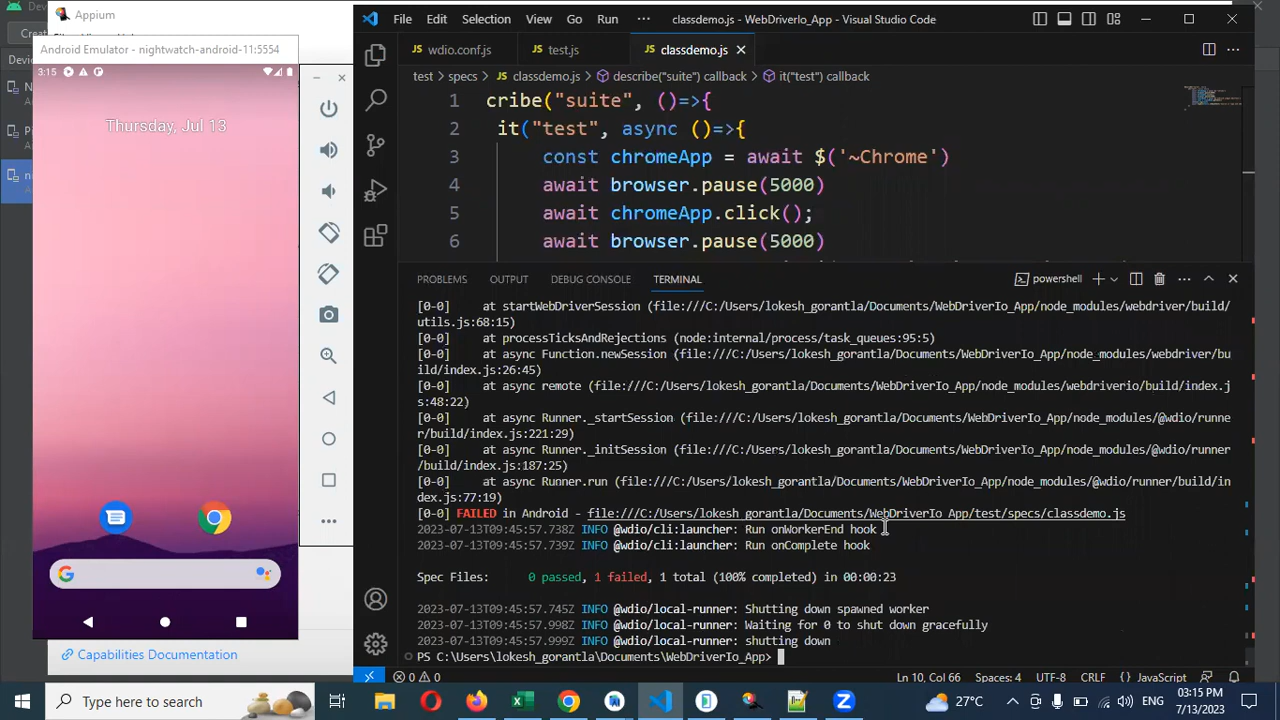 Appium
Android Emulator - nightwatch-android-11:5554
3:15
Thursday, Jul 13
Capabilities Documentation
File Edit Selection View Go Run ··· classdemo.js - WebDriverIo_App - Visual Studio Code
wdio.conf.js test.js classdemo.js
test > specs > classdemo.js > describe("suite") callback > it("test") callback
1 cribe("suite", ()=>{
2 it("test", async ()=>{
3 const chromeApp = await $('~Chrome')
4 await browser.pause(5000)
5 await chromeApp.click();
6 await browser.pause(5000)
PROBLEMS OUTPUT DEBUG CONSOLE TERMINAL powershell
[0-0] at startWebDriverSession (file:///C:/Users/lokesh_gorantla/Documents/WebDriverIo_App/node_modules/webdriver/build/
utils.js:68:15)
[0-0] at processTicksAndRejections (node:internal/process/task_queues:95:5)
[0-0] at async Function.newSession (file:///C:/Users/lokesh_gorantla/Documents/WebDriverIo_App/node_modules/webdriver/bu
ild/index.js:26:45)
[0-0] at async remote (file:///C:/Users/lokesh_gorantla/Documents/WebDriverIo_App/node_modules/webdriverio/build/index.j
s:48:22)
[0-0] at async Runner._startSession (file:///C:/Users/lokesh_gorantla/Documents/WebDriverIo_App/node_modules/@wdio/runne
r/build/index.js:221:29)
[0-0] at async Runner._initSession (file:///C:/Users/lokesh_gorantla/Documents/WebDriverIo_App/node_modules/@wdio/runner
/build/index.js:187:25)
[0-0] at async Runner.run (file:///C:/Users/lokesh_gorantla/Documents/WebDriverIo_App/node_modules/@wdio/runner/build/in
dex.js:77:19)
[0-0] FAILED in Android - file:///C:/Users/lokesh_gorantla/Documents/WebDriverIo_App/test/specs/classdemo.js
2023-07-13T09:45:57.738Z INFO @wdio/cli:launcher: Run onWorkerEnd hook
2023-07-13T09:45:57.739Z INFO @wdio/cli:launcher: Run onComplete hook
Spec Files: 0 passed, 1 failed, 1 total (100% completed) in 00:00:23
2023-07-13T09:45:57.745Z INFO @wdio/local-runner: Shutting down spawned worker
2023-07-13T09:45:57.998Z INFO @wdio/local-runner: Waiting for 0 to shut down gracefully
2023-07-13T09:45:57.998Z INFO @wdio/local-runner: shutting down
PS C:\Users\lokesh_gorantla\Documents\WebDriverIo_App>
0 0 Ln 10, Col 66 Spaces: 4 UTF-8 CRLF {} JavaScript
Type here to search 27°C ENG 03:15 PM
7/13/2023